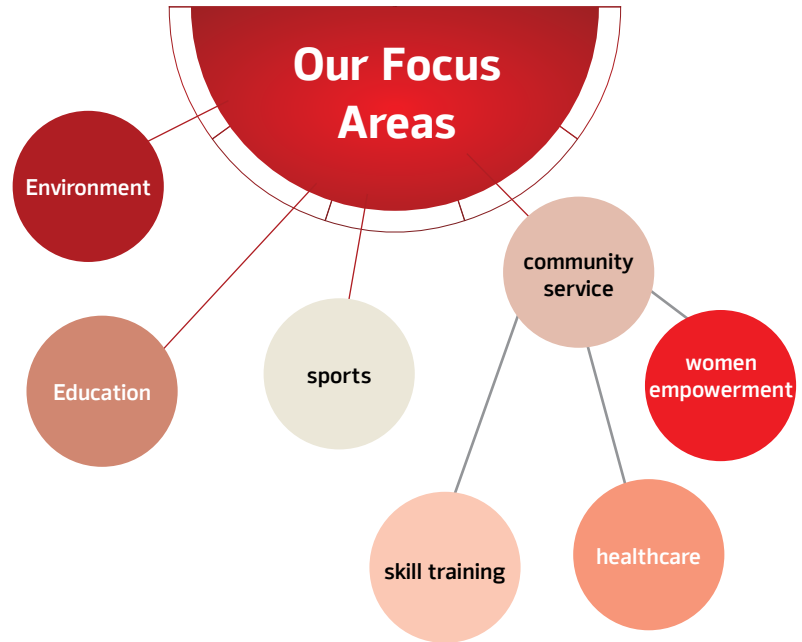 Our Focus
Areas
Environment
Education
sports
community
service
women
empowerment
skill training
healthcare